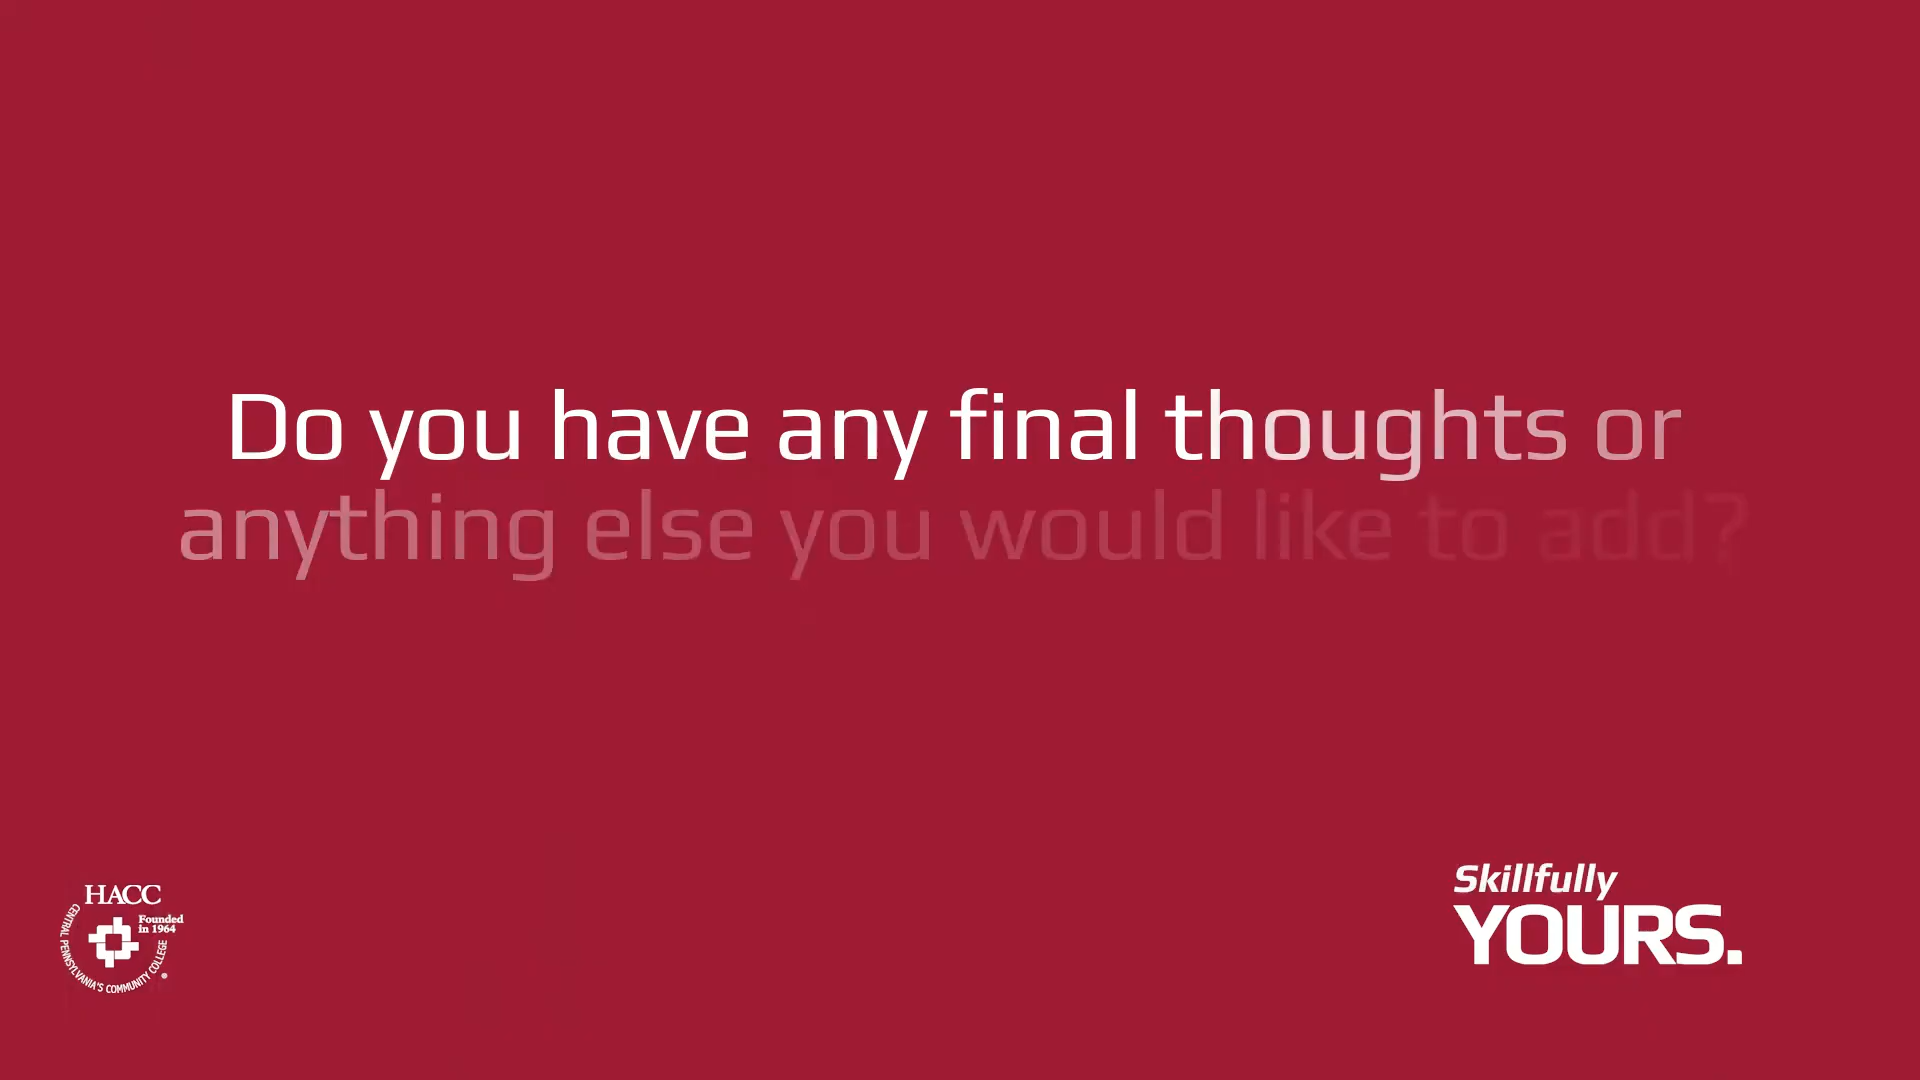 Do you have any final thoughts or
anything else you would like to add?
HACC
Founded
in 1964
CENTRAL PENNSYLVANIA'S COMMUNITY COLLEGE
Skillfully
YOURS.